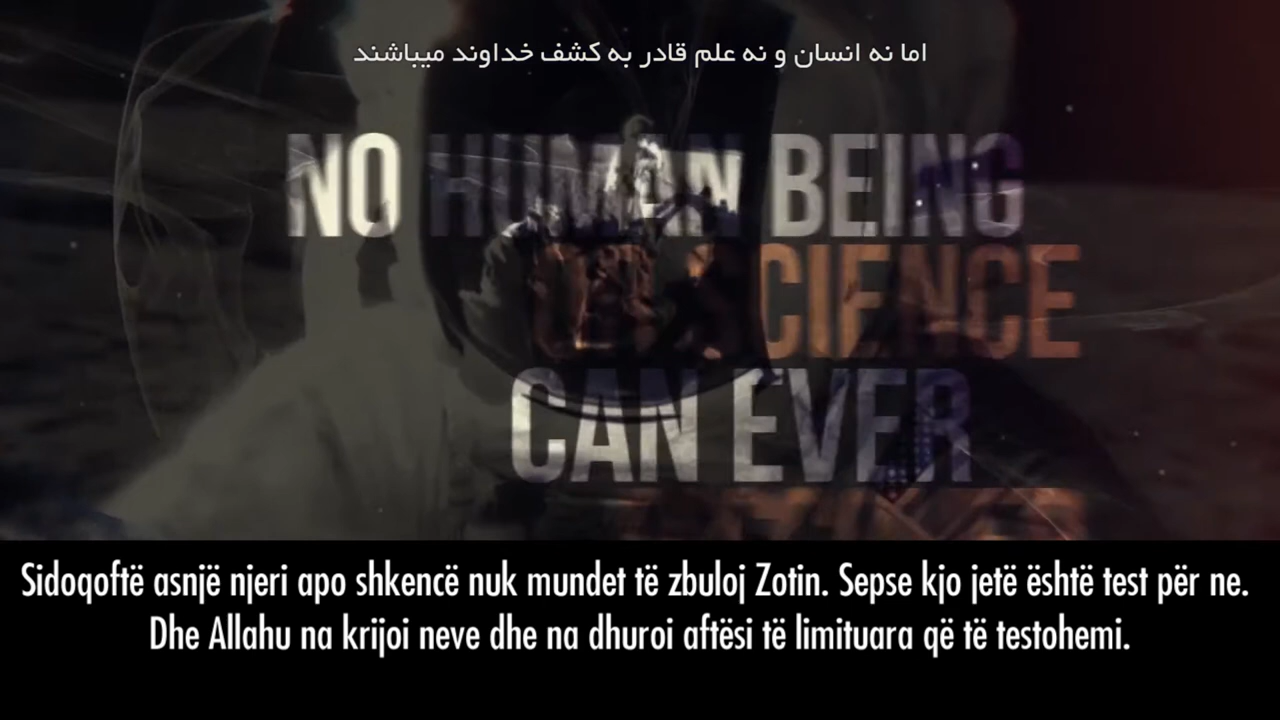 اما نه انسان و نه علم قادر به کشف خداوند میباشند
NO HUMAN BEING
OR SCIENCE
CAN EVER
Sidoqoftë asnjë njeri apo shkencë nuk mundet të zbuloj Zotin. Sepse kjo jetë është test për ne.
Dhe Allahu na krijoi neve dhe na dhuroi aftësi të limituara që të testohemi.